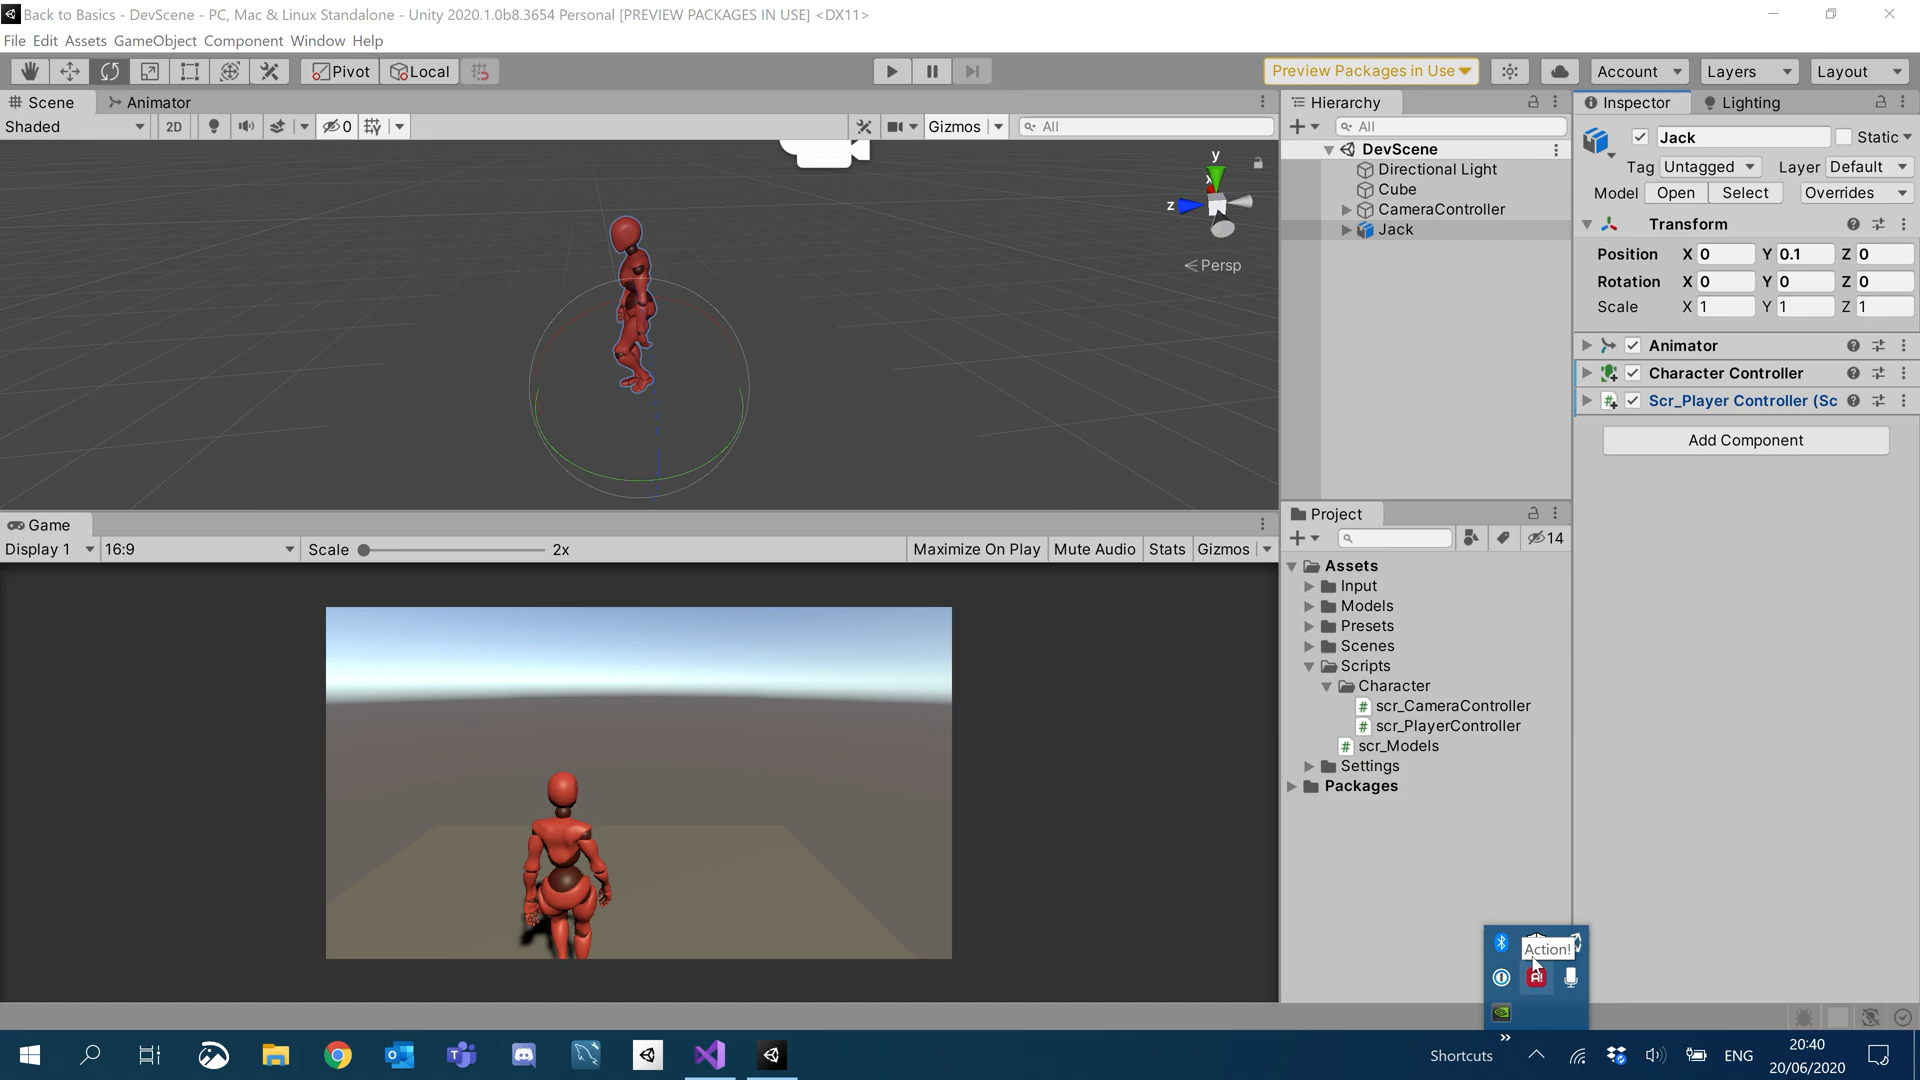 Back to Basics - DevScene - PC, Mac & Linux Standalone - Unity 2020.1.0b8.3654 Personal [PREVIEW PACKAGES IN USE] <DX11>
File Edit Assets GameObject Component Window Help
Pivot Local Preview Packages in Use Account Layers Layout
Scene Animator
Shaded 2D 0 Gizmos All
y
x
z
Persp
Game
Display 1 16:9 Scale 2x Maximize On Play Mute Audio Stats Gizmos
Hierarchy
All
DevScene
Directional Light
Cube
CameraController
Jack
Project
14
Assets
Input
Models
Presets
Scenes
Scripts
Character
# scr_CameraController
# scr_PlayerController
# scr_Models
Settings
Packages
Inspector Lighting
Jack Static
Tag Untagged Layer Default
Model Open Select Overrides
Transform
Position X 0 Y 0.1 Z 0
Rotation X 0 Y 0 Z 0
Scale X 1 Y 1 Z 1
Animator
Character Controller
# Scr_Player Controller (Sc
Add Component
Action!
A!
Shortcuts » ENG 20:40
20/06/2020